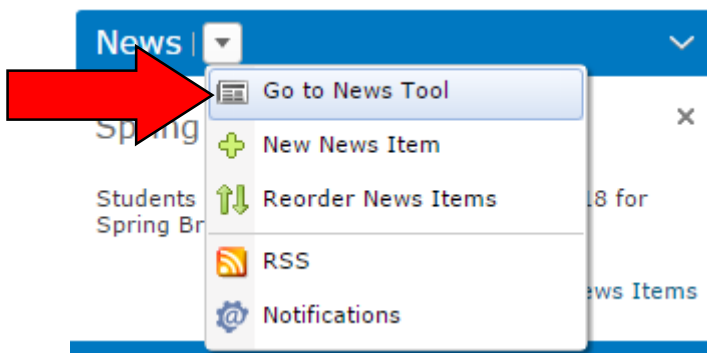 News
Go to News Tool
Spring
New News Item
Students
Reorder News Items
18 for
Spring Br
RSS
ews Items
Notifications